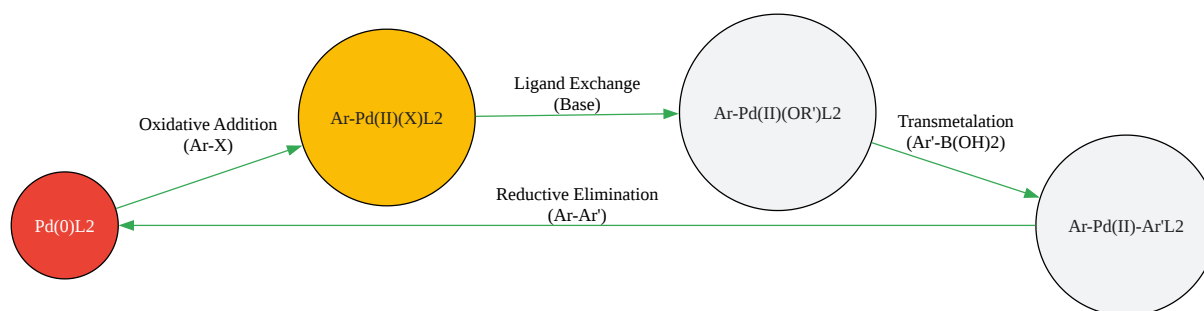 Pd(0)L2
Oxidative Addition
(Ar-X)
Ar-Pd(II)(X)L2
Ligand Exchange
(Base)
Ar-Pd(II)(OR')L2
Transmetalation
(Ar'-B(OH)2)
Ar-Pd(II)-Ar'L2
Reductive Elimination
(Ar-Ar')